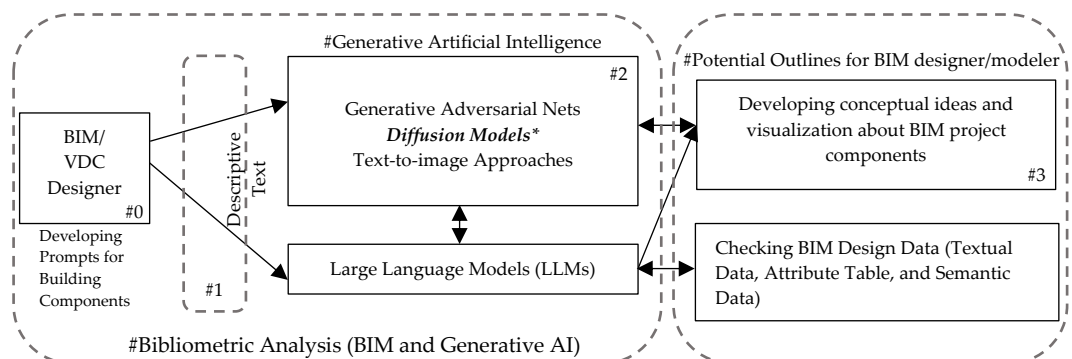 #Generative Artificial Intelligence
#2
Generative Adversarial Nets
Diffusion Models*
Text-to-image Approaches
BIM/
VDC
Designer
#0
Developing
Prompts for
Building
Components
Descriptive
Text
#1
Large Language Models (LLMs)
#Bibliometric Analysis (BIM and Generative AI)
#Potential Outlines for BIM designer/modeler
Developing conceptual ideas and
visualization about BIM project
components
#3
Checking BIM Design Data (Textual
Data, Attribute Table, and Semantic
Data)